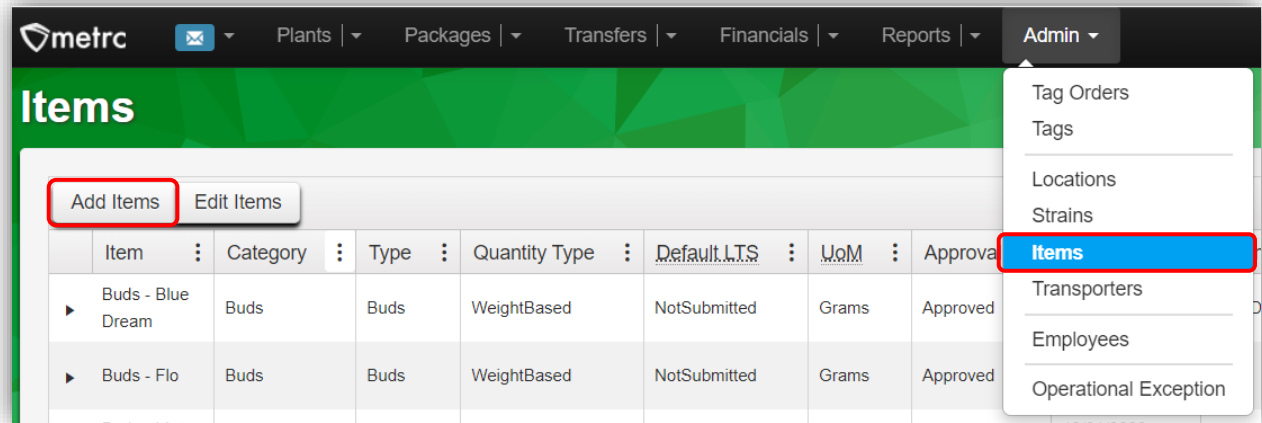 metrc Plants | Packages | Transfers | Financials | Reports | Admin
Items
Tag Orders
Tags
Locations
Strains
Items
Transporters
Employees
Operational Exception
Add Items Edit Items
Item Category Type Quantity Type Default LTS UoM
Buds - Blue
Dream
Buds Buds WeightBased NotSubmitted Grams Approved
Buds - Flo Buds Buds WeightBased NotSubmitted Grams Approved